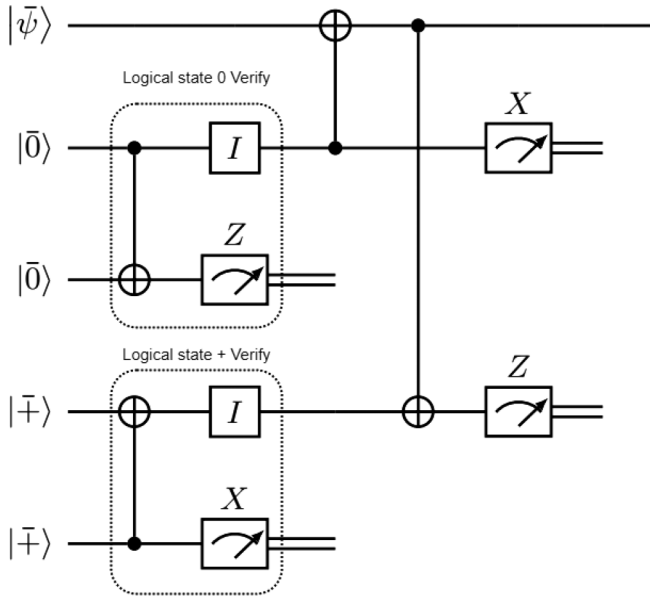 |ψ̄⟩
Logical state 0 Verify
X
|0̄⟩ I
Z
|0̄⟩
Logical state + Verify
Z
|+̄⟩ I
X
|+̄⟩